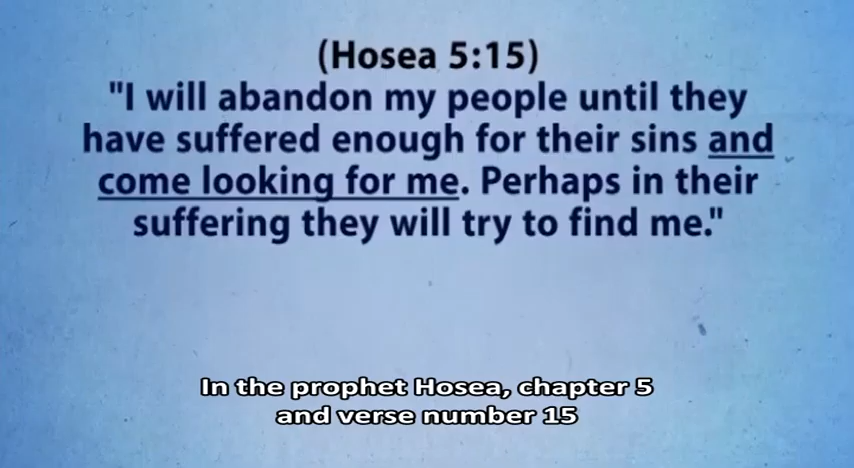 (Hosea 5:15)
"I will abandon my people until they
have suffered enough for their sins and
come looking for me. Perhaps in their
suffering they will try to find me."
In the prophet Hosea, chapter 5
and verse number 15